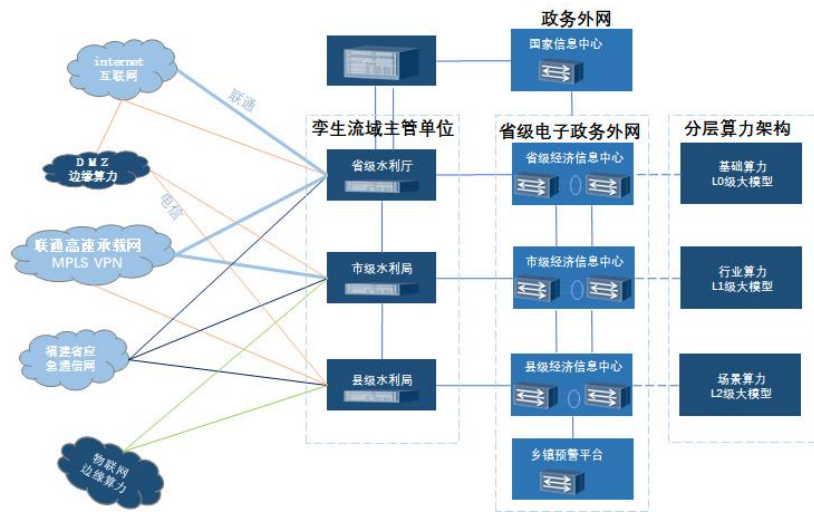 政务外网
internet
互联网
国家信息中心
联通
孪生流域主管单位
省级电子政务外网
分层算力架构
DMZ
边缘算力
省级水利厅
省级经济信息中心
基础算力
L0级大模型
电信
联通高速承载网
MPLS VPN
市级水利局
市级经济信息中心
行业算力
L1级大模型
福建省应
急通信网
县级水利局
县级经济信息中心
场景算力
L2级大模型
物联网
边缘算力
乡镇预警平台